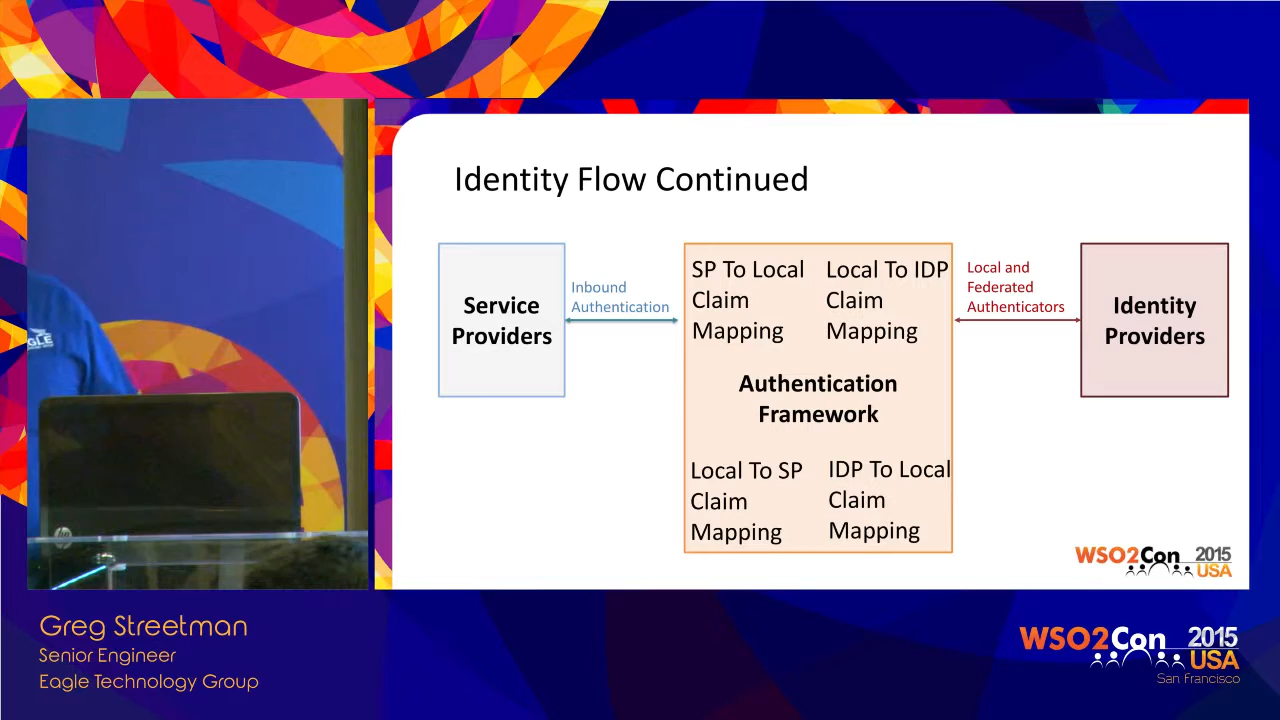 Identity Flow Continued
Service
Providers
Inbound
Authentication
SP To Local
Claim
Mapping
Local To IDP
Claim
Mapping
Authentication
Framework
Local To SP
Claim
Mapping
IDP To Local
Claim
Mapping
Local and
Federated
Authenticators
Identity
Providers
WSO2Con 2015
USA
GLE
hp
Greg Streetman
Senior Engineer
Eagle Technology Group
WSO2Con 2015
USA
San Francisco